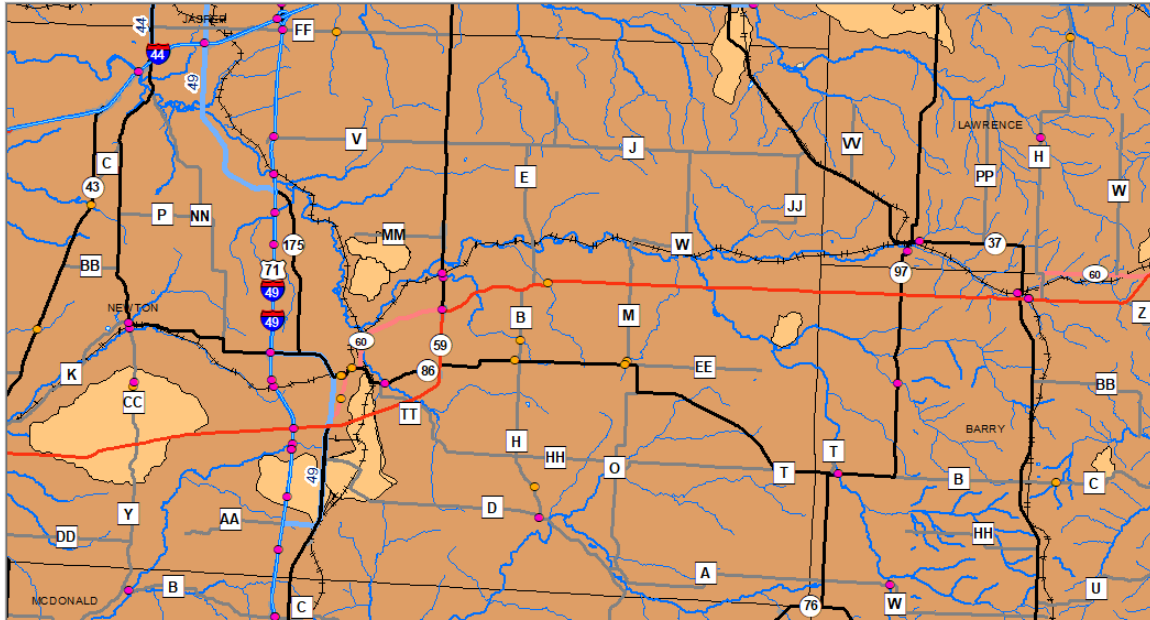 44
JASPER
FF
44
49
V
J
VV
LAWRENCE
H
C
E
PP
43
W
P
NN
JJ
175
MM
W
37
BB
71
97
60
49
NEWTON
49
B
M
Z
60
59
K
86
EE
BB
CC
TT
BARRY
H
HH
O
T
T
B
C
49
Y
D
AA
DD
HH
A
B
U
MCDONALD
C
76
W